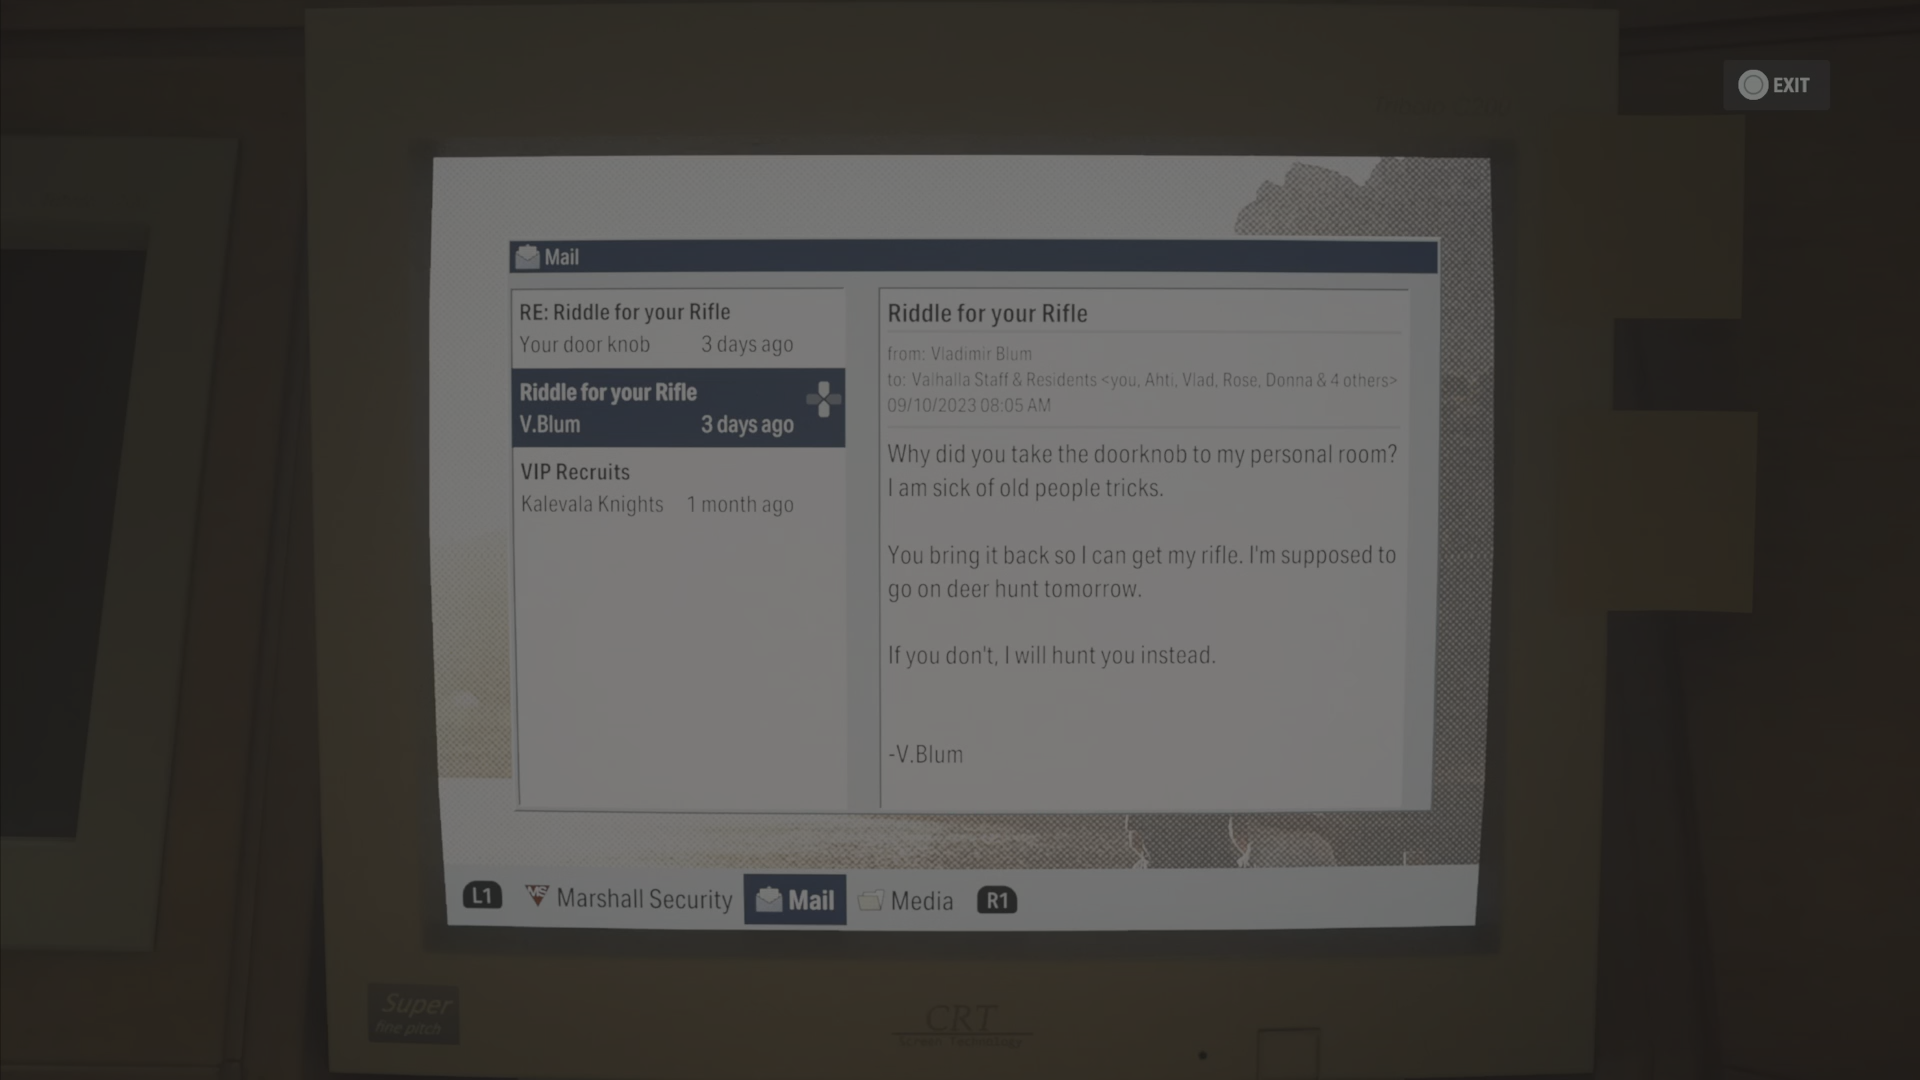 EXIT
Mail
RE: Riddle for your Rifle
Your door knob 3 days ago
Riddle for your Rifle
V.Blum 3 days ago
VIP Recruits
Kalevala Knights 1 month ago
Riddle for your Rifle
from: Vladimir Blum
to: Valhalla Staff & Residents <you, Ahti, Vlad, Rose, Donna & 4 others>
09/10/2023 08:05 AM
Why did you take the doorknob to my personal room?
I am sick of old people tricks.
You bring it back so I can get my rifle. I'm supposed to
go on deer hunt tomorrow.
If you don't, I will hunt you instead.
-V.Blum
L1 MS Marshall Security Mail Media R1
Super
fine pitch
CRT
Screen Technology